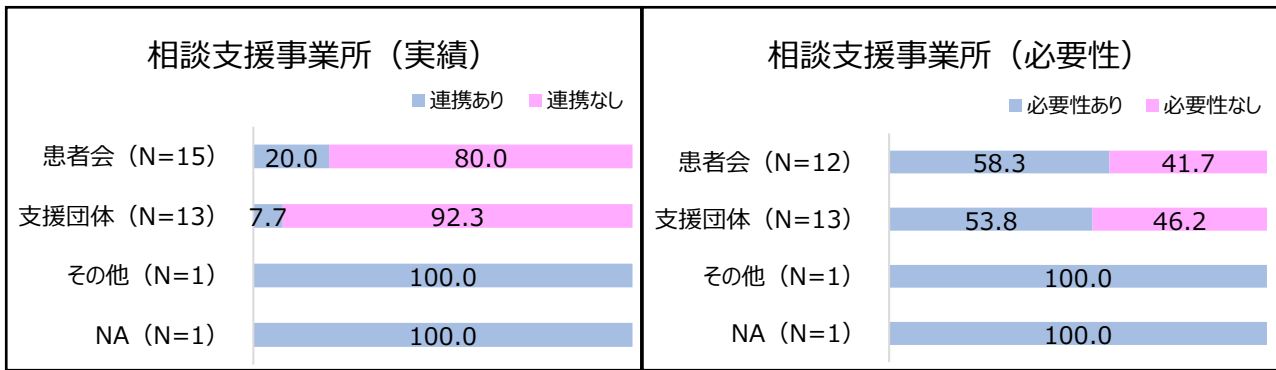 相談支援事業所（実績）
連携あり 連携なし
患者会（N=15） 20.0 80.0
支援団体（N=13） 7.7 92.3
その他（N=1） 100.0
NA（N=1） 100.0
相談支援事業所（必要性）
必要性あり 必要性なし
患者会（N=12） 58.3 41.7
支援団体（N=13） 53.8 46.2
その他（N=1） 100.0
NA（N=1） 100.0